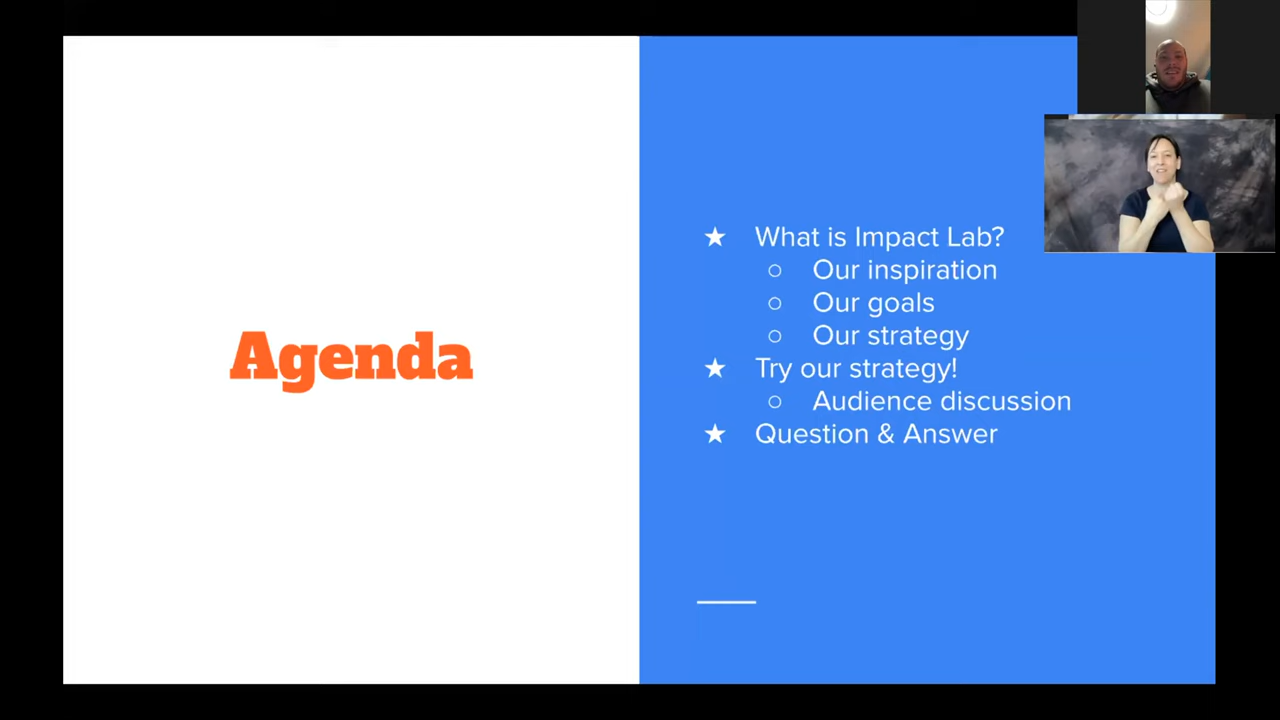 Agenda
★ What is Impact Lab?
○ Our inspiration
○ Our goals
○ Our strategy
★ Try our strategy!
○ Audience discussion
★ Question & Answer